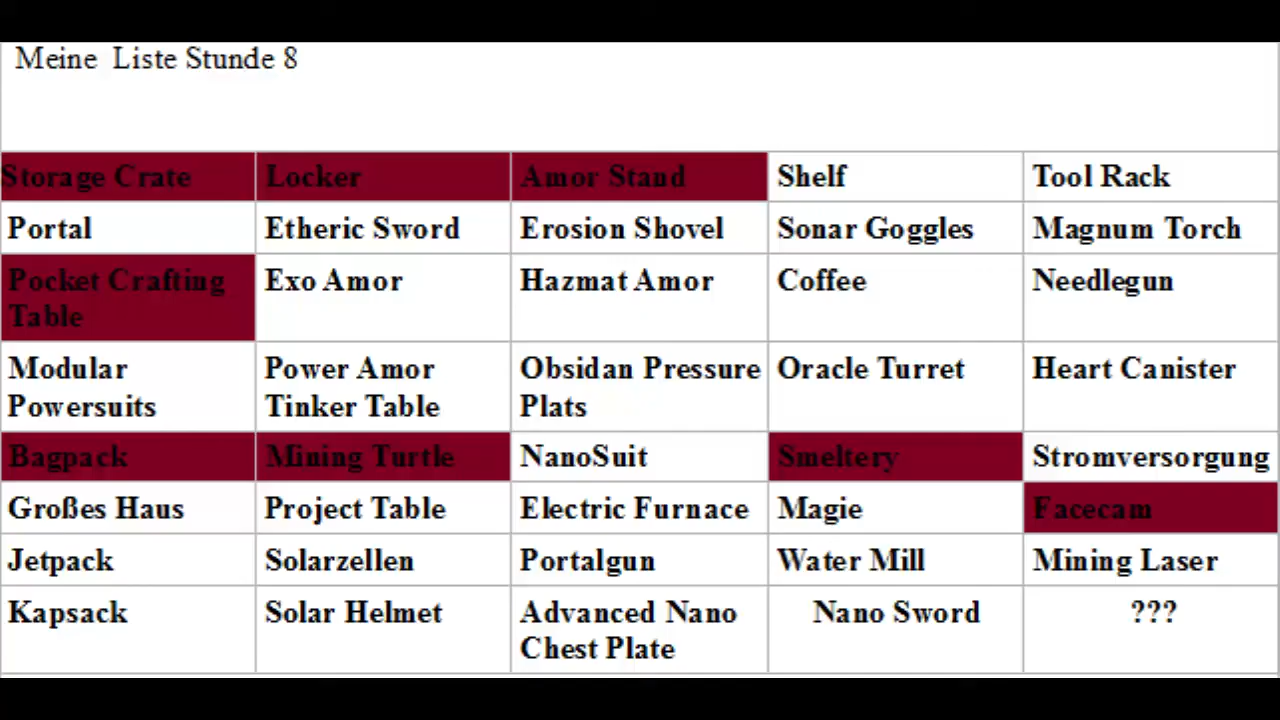 Meine Liste Stunde 8
Storage Crate Locker Amor Stand Shelf Tool Rack
Portal Etheric Sword Erosion Shovel Sonar Goggles Magnum Torch
Pocket Crafting Exo Amor Hazmat Amor Coffee Needlegun
Table
Modular Power Amor Obsidan Pressure Oracle Turret Heart Canister
Powersuits Tinker Table Plats
Bagpack Mining Turtle NanoSuit Smeltery Stromversorgung
Großes Haus Project Table Electric Furnace Magie Facecam
Jetpack Solarzellen Portalgun Water Mill Mining Laser
Kapsack Solar Helmet Advanced Nano Nano Sword ???
Chest Plate